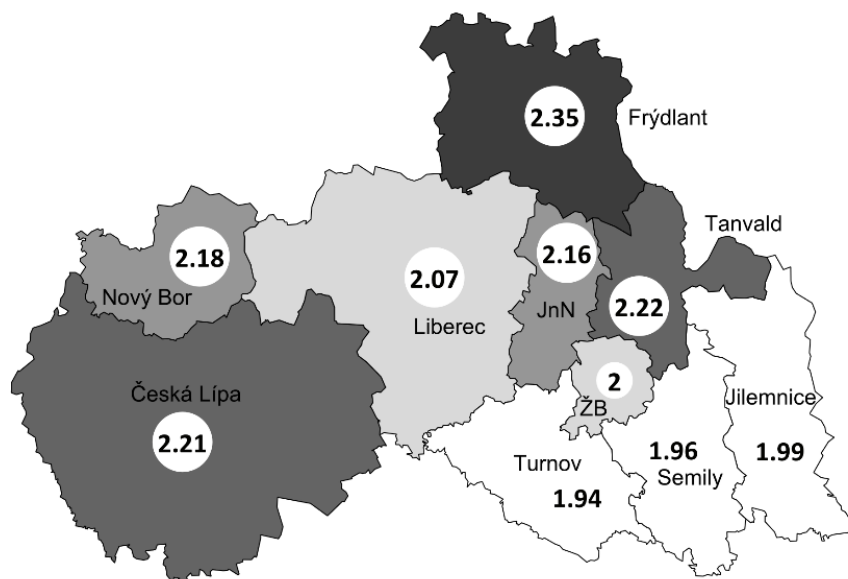 2.35
Frýdlant
Tanvald
2.18
2.16
Nový Bor
2.07
JnN
2.22
Liberec
Česká Lípa
2
ŽB
Jilemnice
2.21
1.96
1.99
Turnov
Semily
1.94